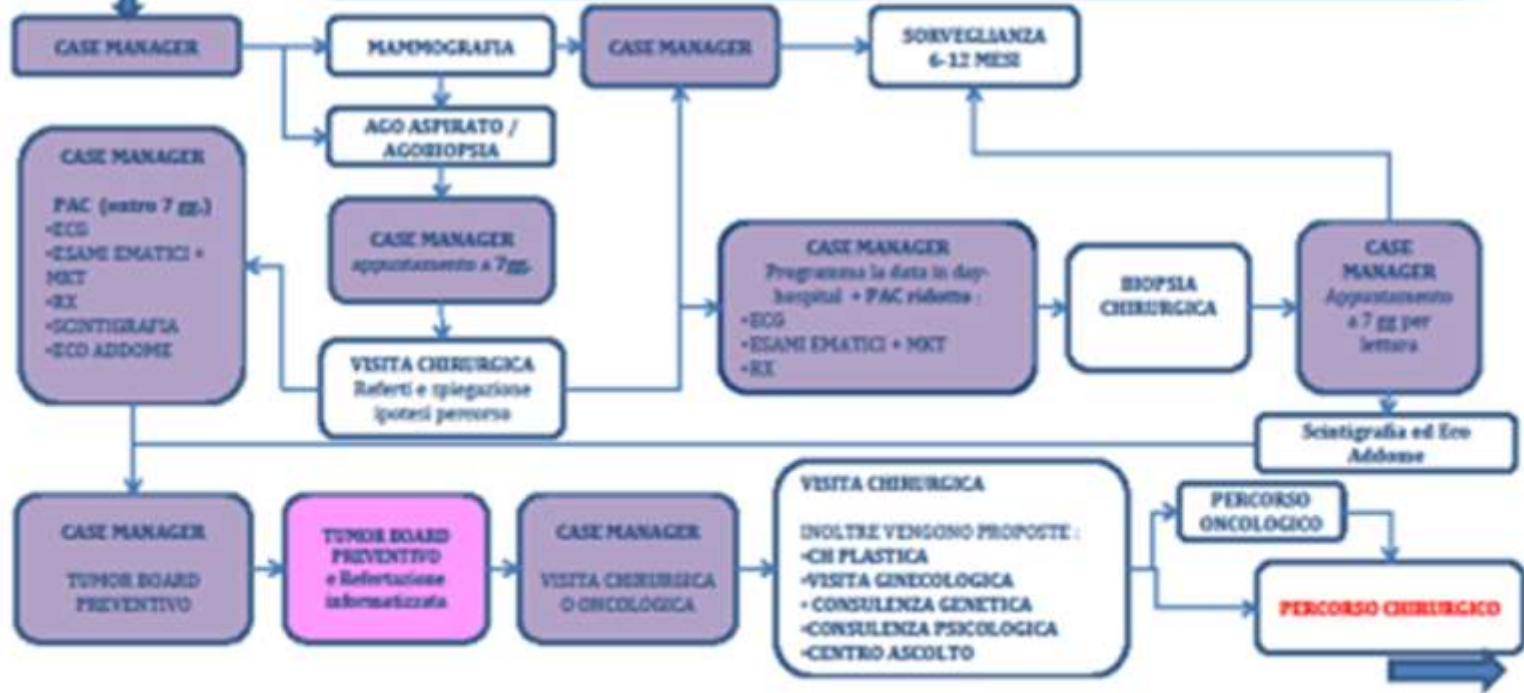 CASE MANAGER
MAMMOGRAFIA
CASE MANAGER
SORVEGLIANZA
6-12 MESI
AGO ASPIRATO /
AGOBIOPSIA
CASE MANAGER
PAC (entro 7 gg.)
•ECG
•ESAMI EMATICI +
MKT
•RX
•SCINTIGRAFIA
•ECO ADDOME
CASE MANAGER
appuntamento a 7gg.
VISITA CHIRURGICA
Referti e spiegazione
ipotesi percorso
CASE MANAGER
Programma la data in day-
hospital + PAC ridotto :
•ECG
•ESAMI EMATICI + MKT
•RX
BIOPSIA
CHIRURGICA
CASE
MANAGER
Appuntamento
a 7 gg per
lettura
Scintigrafia ed Eco
Addome
CASE MANAGER
TUMOR BOARD
PREVENTIVO
TUMOR BOARD
PREVENTIVO
e Refertazione
informatizzata
CASE MANAGER
VISITA CHIRURGICA
O ONCOLOGICA
VISITA CHIRURGICA
INOLTRE VENGONO PROPOSTE :
•CH PLASTICA
•VISITA GINECOLOGICA
• CONSULENZA GENETICA
•CONSULENZA PSICOLOGICA
•CENTRO ASCOLTO
PERCORSO
ONCOLOGICO
PERCORSO CHIRURGICO